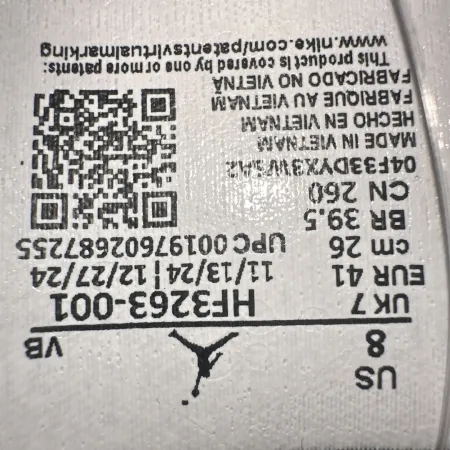 US
8
VB
UK 7 HF3263-001
EUR 41 11/13/24 | 12/27/24
cm 26 UPC 00197602687255
BR 39.5
CN 260
04F33DYX3WSA2
MADE IN VIETNAM
HECHO EN VIETNAM
FABRIQUE AU VIETNAM
FABRICADO NO VIETNÃ
This product is covered by one or more patents:
www.nike.com/patentsvirtualmarking